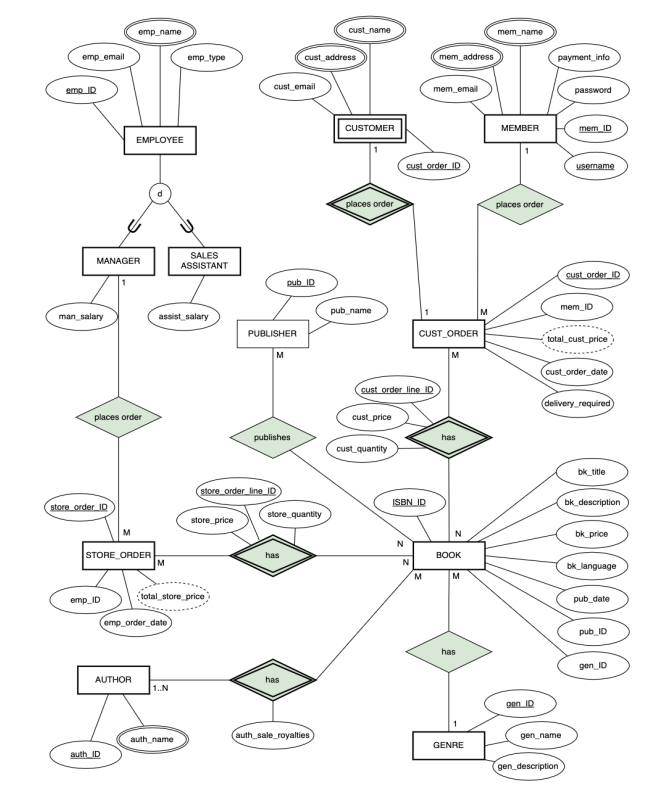 emp_name
emp_email
emp_type
emp_ID
EMPLOYEE
d
MANAGER
SALES
ASSISTANT
1
man_salary
assist_salary
places order
M
cust_name
cust_address
cust_email
CUSTOMER
cust_order_ID
1
places order
1
mem_name
mem_address
payment_info
mem_email
password
MEMBER
mem_ID
username
1
places order
M
CUST_ORDER
cust_order_ID
mem_ID
total_cust_price
cust_order_date
delivery_required
M
pub_ID
pub_name
PUBLISHER
M
publishes
N
cust_order_line_ID
cust_price
cust_quantity
has
N
store_order_ID
STORE_ORDER
M
emp_ID
total_store_price
emp_order_date
store_order_line_ID
store_price
store_quantity
has
N
ISBN_ID
BOOK
bk_title
bk_description
bk_price
bk_language
pub_date
pub_ID
gen_ID
M
M
has
1
GENRE
gen_ID
gen_name
gen_description
AUTHOR
1..N
auth_ID
auth_name
has
auth_sale_royalties